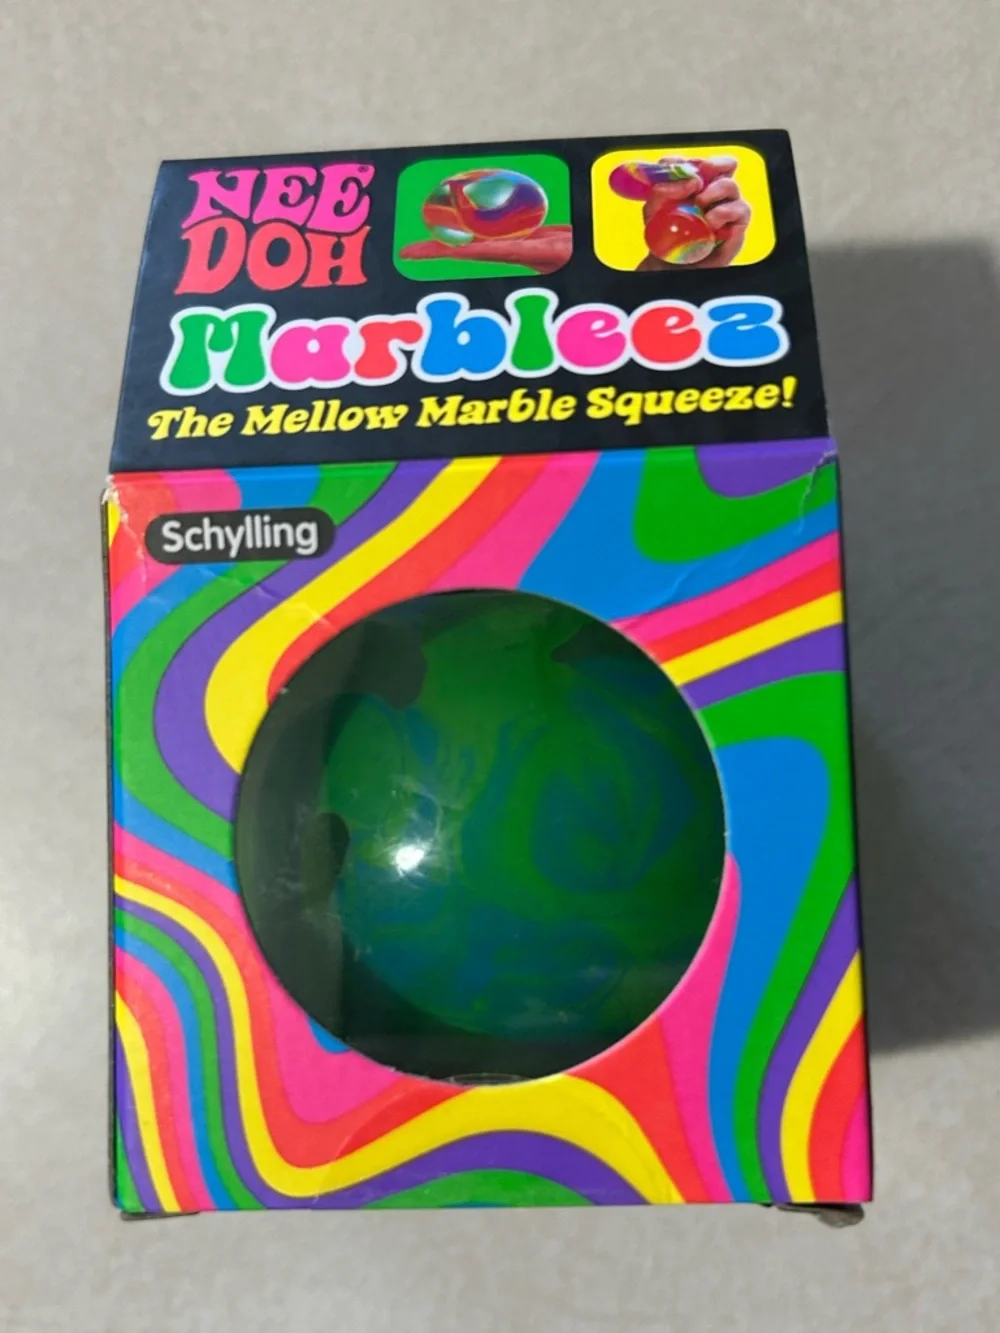 NEE
DOH
Marbleez
The Mellow Marble Squeeze!
Schylling